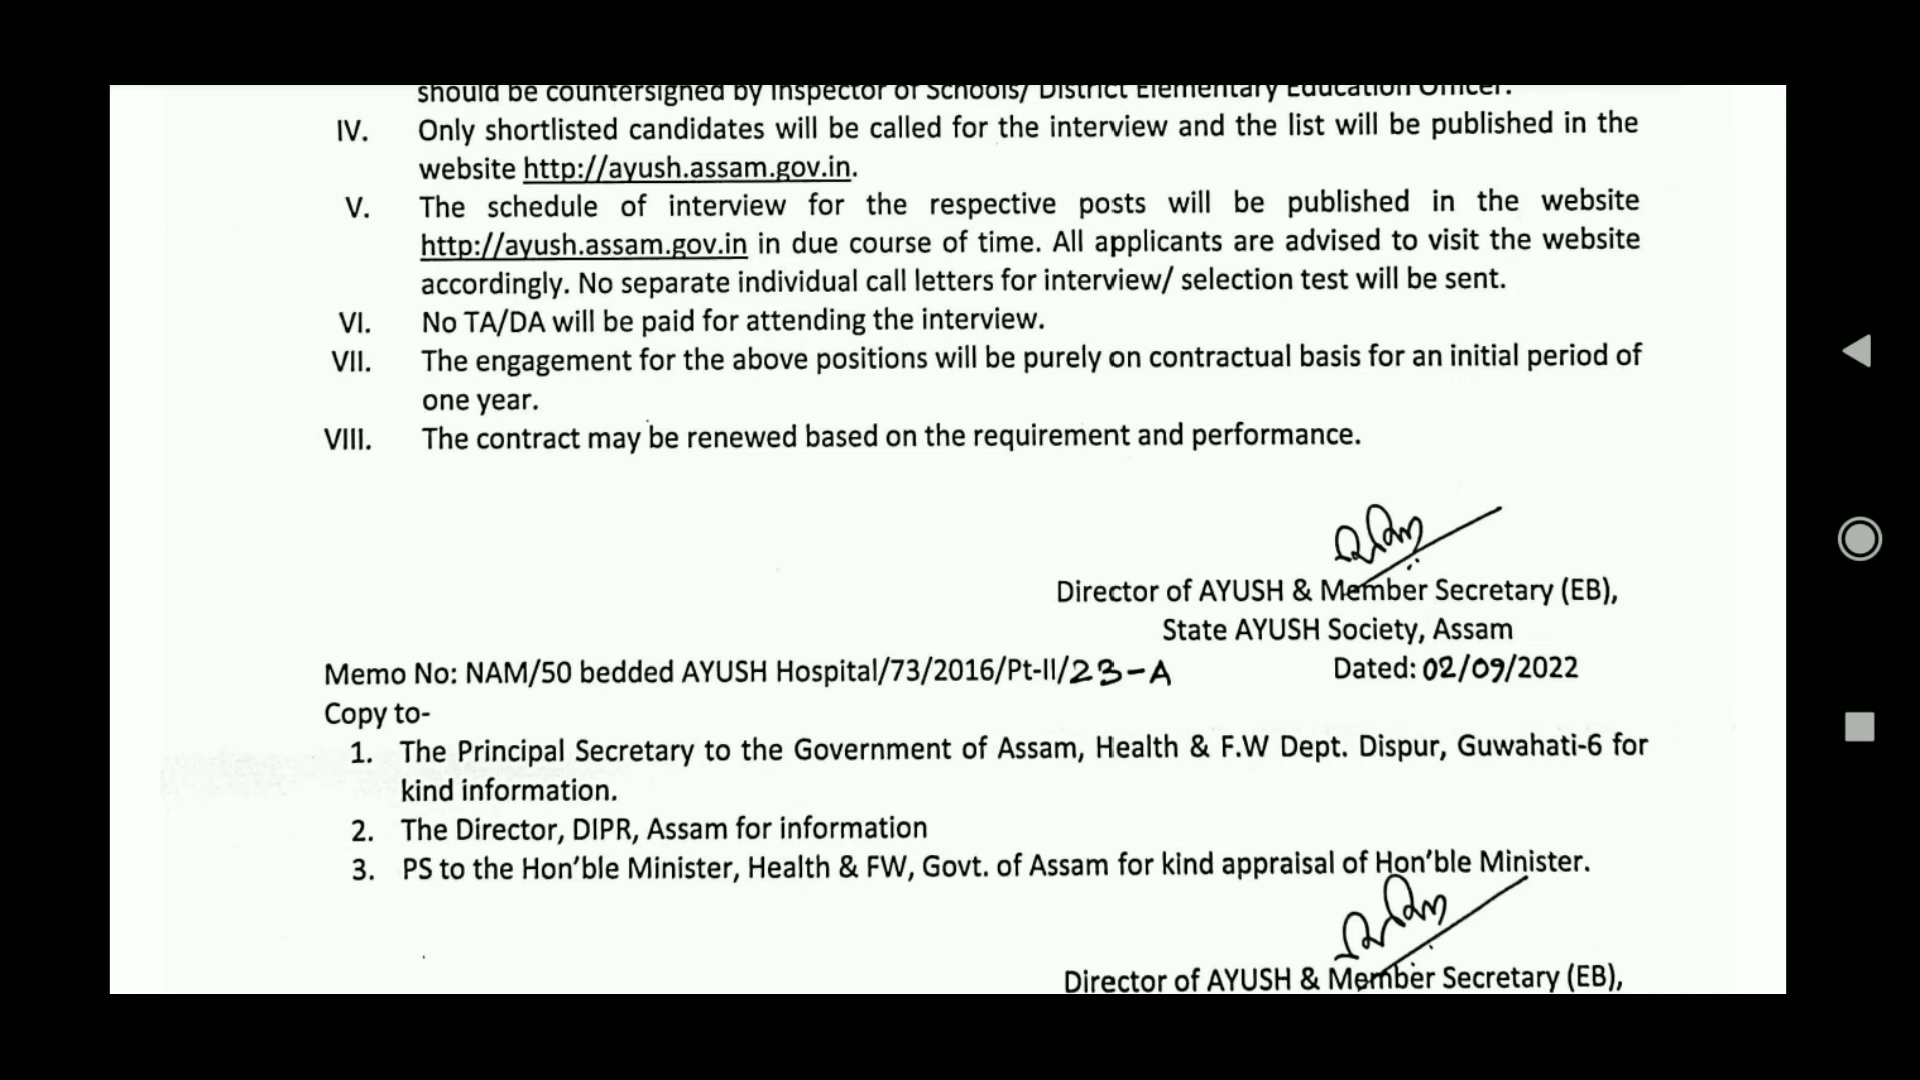 should be countersigned by Inspector of Schools/ District Elementary Education Officer.
IV. Only shortlisted candidates will be called for the interview and the list will be published in the
website http://ayush.assam.gov.in.
V. The schedule of interview for the respective posts will be published in the website
http://ayush.assam.gov.in in due course of time. All applicants are advised to visit the website
accordingly. No separate individual call letters for interview/ selection test will be sent.
VI. No TA/DA will be paid for attending the interview.
VII. The engagement for the above positions will be purely on contractual basis for an initial period of
one year.
VIII. The contract may be renewed based on the requirement and performance.
Director of AYUSH & Member Secretary (EB),
State AYUSH Society, Assam
Memo No: NAM/50 bedded AYUSH Hospital/73/2016/Pt-II/23-A Dated: 02/09/2022
Copy to-
1. The Principal Secretary to the Government of Assam, Health & F.W Dept. Dispur, Guwahati-6 for
kind information.
2. The Director, DIPR, Assam for information
3. PS to the Hon'ble Minister, Health & FW, Govt. of Assam for kind appraisal of Hon'ble Minister.
Director of AYUSH & Member Secretary (EB),